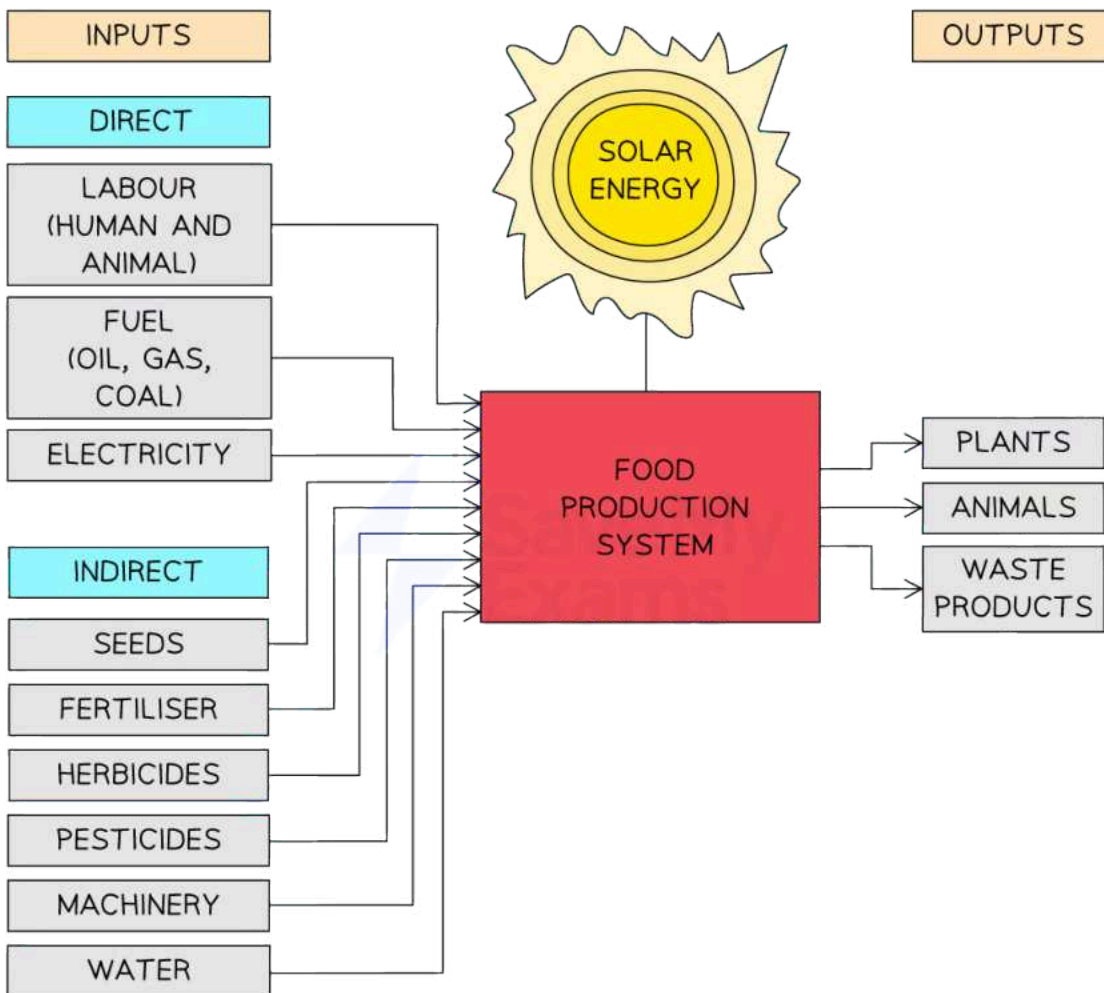 INPUTS
OUTPUTS
DIRECT
LABOUR
(HUMAN AND
ANIMAL)
FUEL
(OIL, GAS,
COAL)
ELECTRICITY
INDIRECT
SEEDS
FERTILISER
HERBICIDES
PESTICIDES
MACHINERY
WATER
SOLAR
ENERGY
FOOD
PRODUCTION
SYSTEM
PLANTS
ANIMALS
WASTE
PRODUCTS